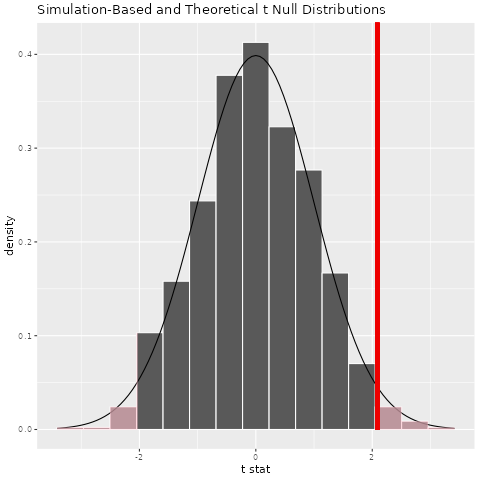 Simulation-Based and Theoretical t Null Distributions
0.4
0.3
0.2
0.1
0.0
density
-2
0
2
t stat